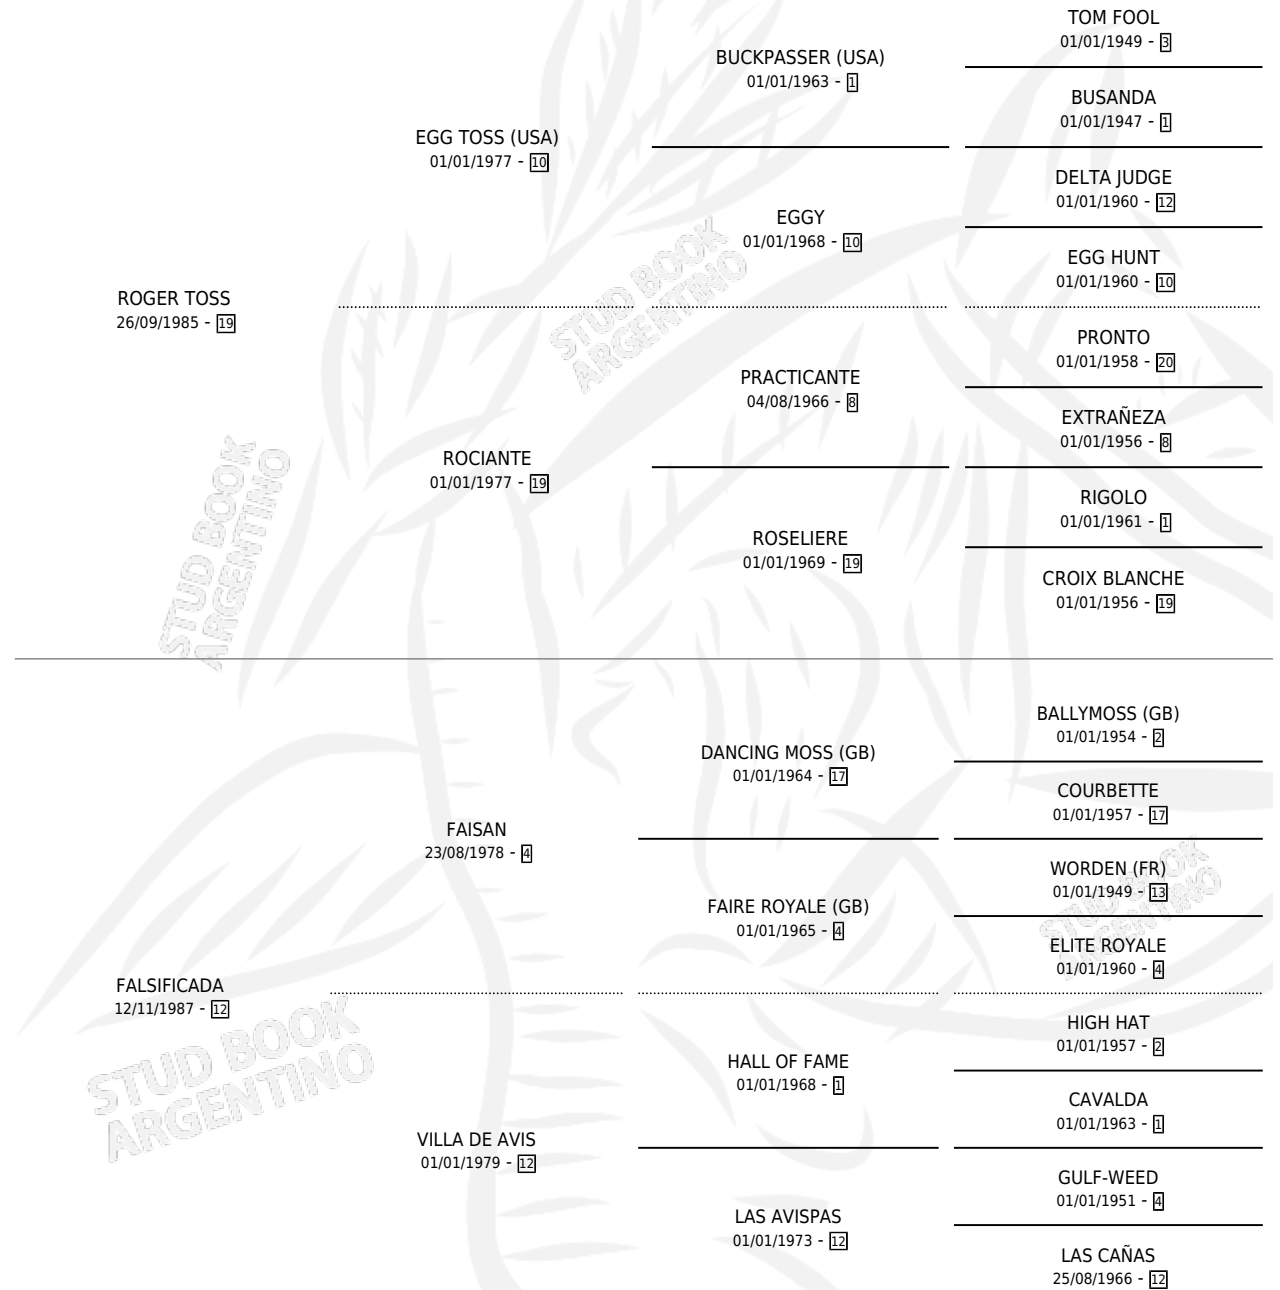 TOM FOOL
01/01/1949 - 3
BUCKPASSER (USA)
01/01/1963 - 1
BUSANDA
01/01/1947 - 1
EGG TOSS (USA)
01/01/1977 - 10
DELTA JUDGE
01/01/1960 - 12
EGGY
01/01/1968 - 10
EGG HUNT
01/01/1960 - 10
ROGER TOSS
26/09/1985 - 19
PRONTO
01/01/1958 - 20
PRACTICANTE
04/08/1966 - 8
EXTRAÑEZA
01/01/1956 - 8
ROCIANTE
01/01/1977 - 19
RIGOLO
01/01/1961 - 1
ROSELIERE
01/01/1969 - 19
CROIX BLANCHE
01/01/1956 - 19
BALLYMOSS (GB)
01/01/1954 - 2
DANCING MOSS (GB)
01/01/1964 - 17
COURBETTE
01/01/1957 - 17
FAISAN
23/08/1978 - 4
WORDEN (FR)
01/01/1949 - 13
FAIRE ROYALE (GB)
01/01/1965 - 4
ELITE ROYALE
01/01/1960 - 4
FALSIFICADA
12/11/1987 - 12
HIGH HAT
01/01/1957 - 2
HALL OF FAME
01/01/1968 - 1
CAVALDA
01/01/1963 - 1
VILLA DE AVIS
01/01/1979 - 12
GULF-WEED
01/01/1951 - 4
LAS AVISPAS
01/01/1973 - 12
LAS CAÑAS
25/08/1966 - 12
STUD BOOK
ARGENTINO
STUD BOOK
ARGENTINO
STUD BOOK
ARGENTINO
STUD BOOK
ARGENTINO